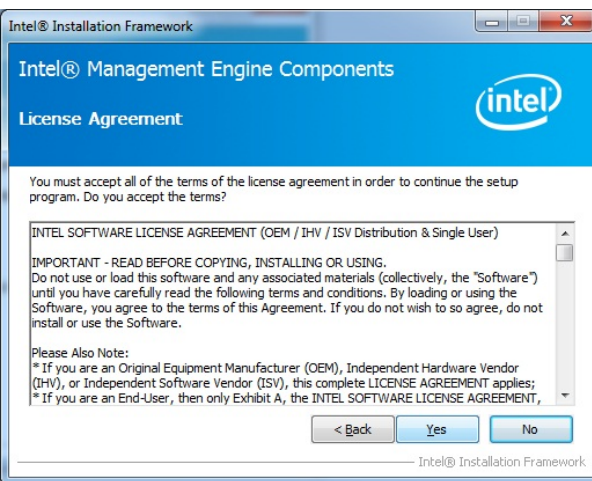 Intel® Installation Framework
Intel® Management Engine Components
License Agreement
intel
You must accept all of the terms of the license agreement in order to continue the setup
program. Do you accept the terms?
INTEL SOFTWARE LICENSE AGREEMENT (OEM / IHV / ISV Distribution & Single User)
IMPORTANT - READ BEFORE COPYING, INSTALLING OR USING.
Do not use or load this software and any associated materials (collectively, the "Software")
until you have carefully read the following terms and conditions. By loading or using the
Software, you agree to the terms of this Agreement. If you do not wish to so agree, do not
install or use the Software.
Please Also Note:
* If you are an Original Equipment Manufacturer (OEM), Independent Hardware Vendor
(IHV), or Independent Software Vendor (ISV), this complete LICENSE AGREEMENT applies;
* If you are an End-User, then only Exhibit A, the INTEL SOFTWARE LICENSE AGREEMENT,
< Back Yes No
Intel® Installation Framework